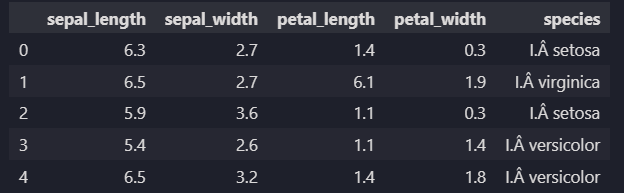 sepal_length sepal_width petal_length petal_width species
0 6.3 2.7 1.4 0.3 I.Â setosa
1 6.5 2.7 6.1 1.9 I.Â virginica
2 5.9 3.6 1.1 0.3 I.Â setosa
3 5.4 2.6 1.1 1.4 I.Â versicolor
4 6.5 3.2 1.4 1.8 I.Â versicolor